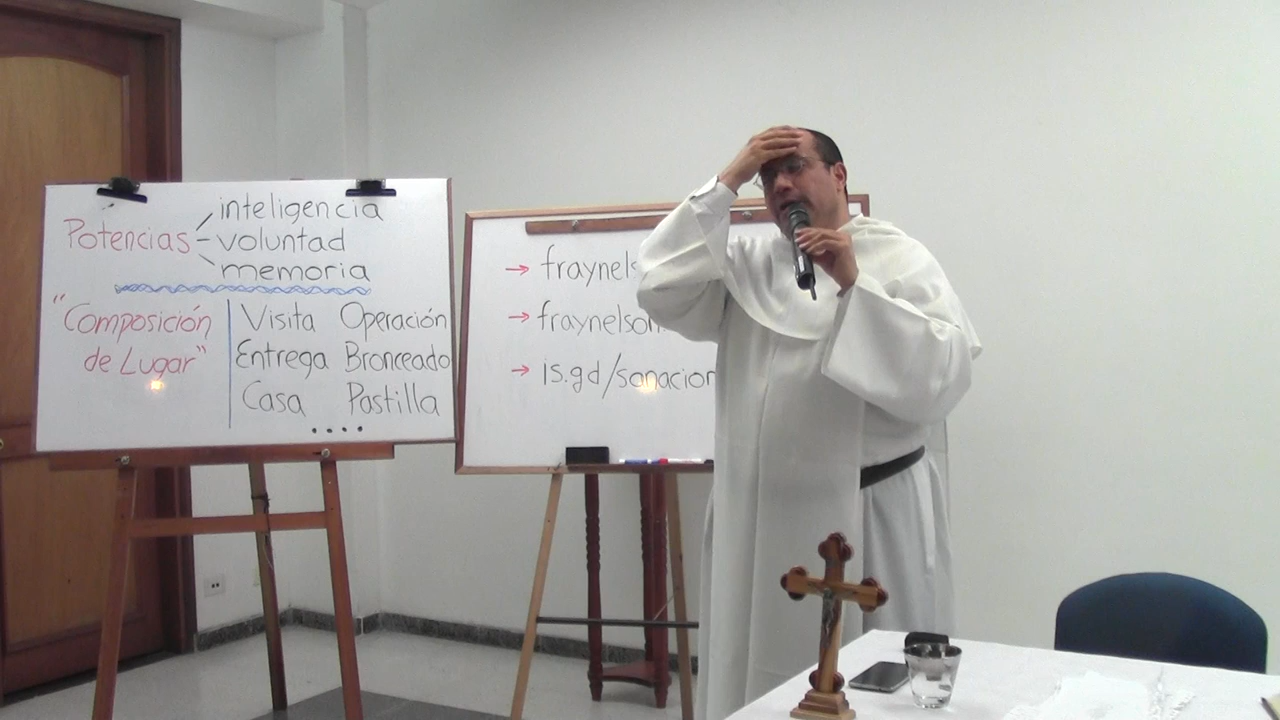 Potencias
inteligencia
voluntad
memoria
"Composición
de Lugar"
Visita Operación
Entrega Bronceado
Casa Pastilla
....
→ fraynels
→ fraynelson
→ is.gd/sanacion